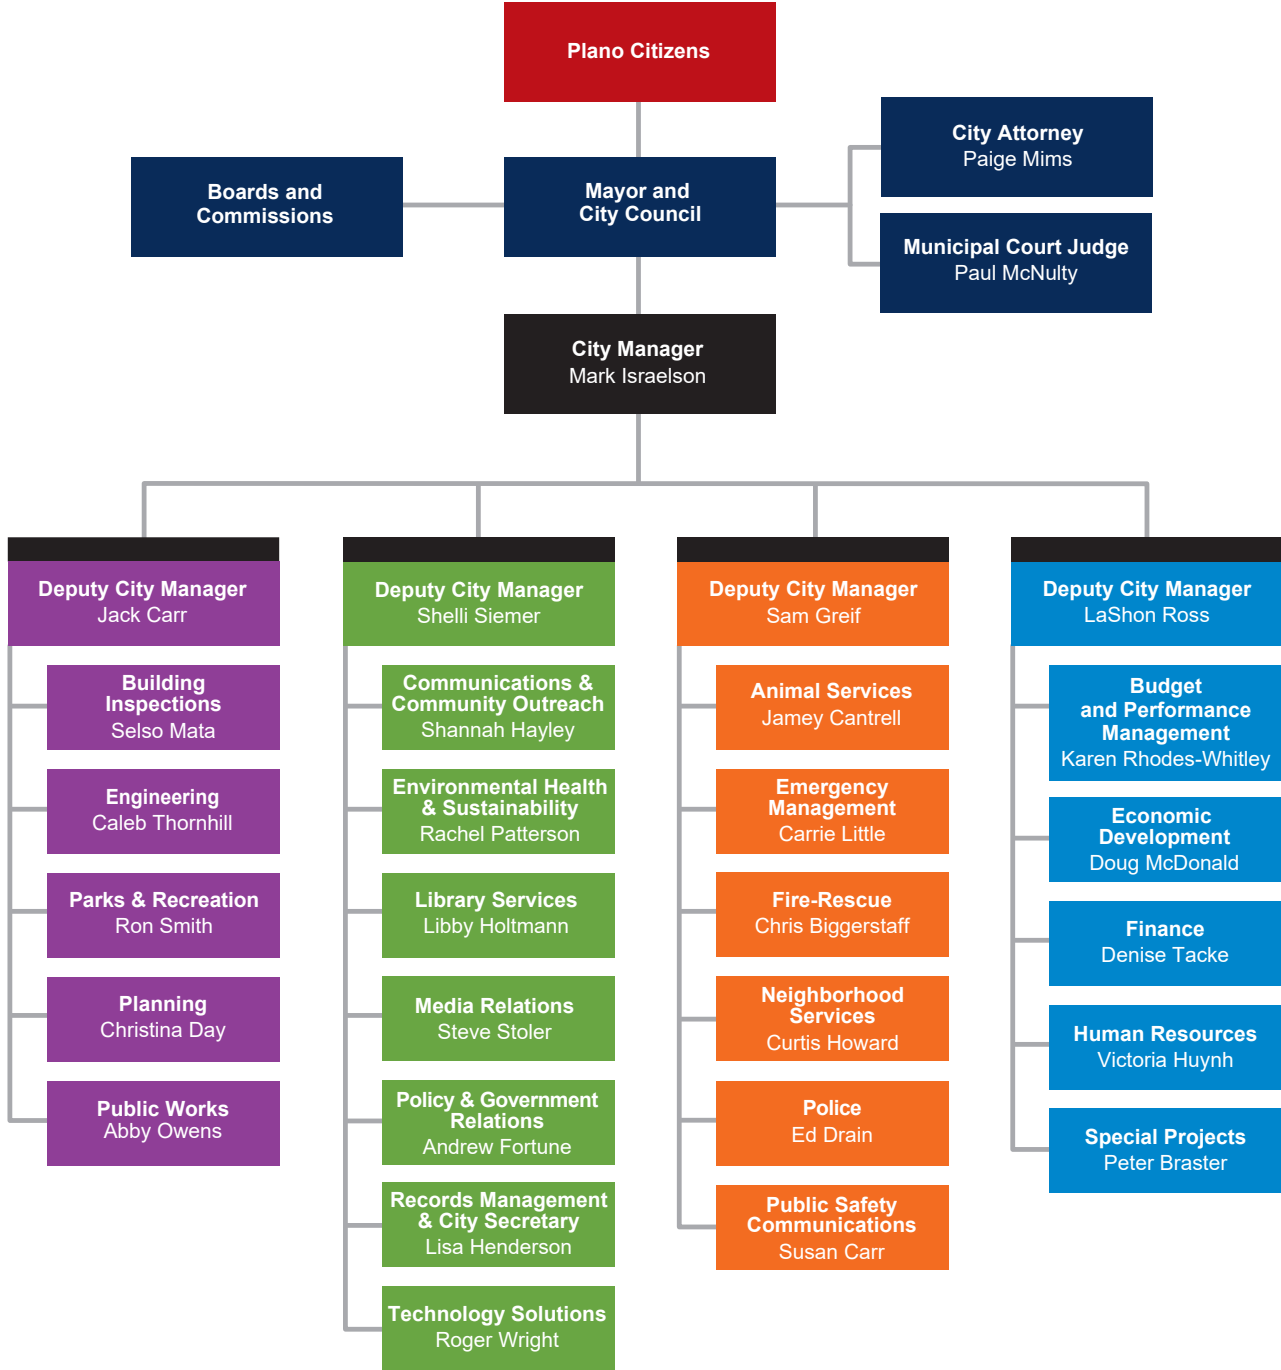 Plano Citizens
City Attorney
Paige Mims
Boards and
Commissions
Mayor and
City Council
Municipal Court Judge
Paul McNulty
City Manager
Mark Israelson
Deputy City Manager
Jack Carr
Building
Inspections
Selso Mata
Engineering
Caleb Thornhill
Parks & Recreation
Ron Smith
Planning
Christina Day
Public Works
Abby Owens
Deputy City Manager
Shelli Siemer
Communications &
Community Outreach
Shannah Hayley
Environmental Health
& Sustainability
Rachel Patterson
Library Services
Libby Holtmann
Media Relations
Steve Stoler
Policy & Government
Relations
Andrew Fortune
Records Management
& City Secretary
Lisa Henderson
Technology Solutions
Roger Wright
Deputy City Manager
Sam Greif
Animal Services
Jamey Cantrell
Emergency
Management
Carrie Little
Fire-Rescue
Chris Biggerstaff
Neighborhood
Services
Curtis Howard
Police
Ed Drain
Public Safety
Communications
Susan Carr
Deputy City Manager
LaShon Ross
Budget
and Performance
Management
Karen Rhodes-Whitley
Economic
Development
Doug McDonald
Finance
Denise Tacke
Human Resources
Victoria Huynh
Special Projects
Peter Braster